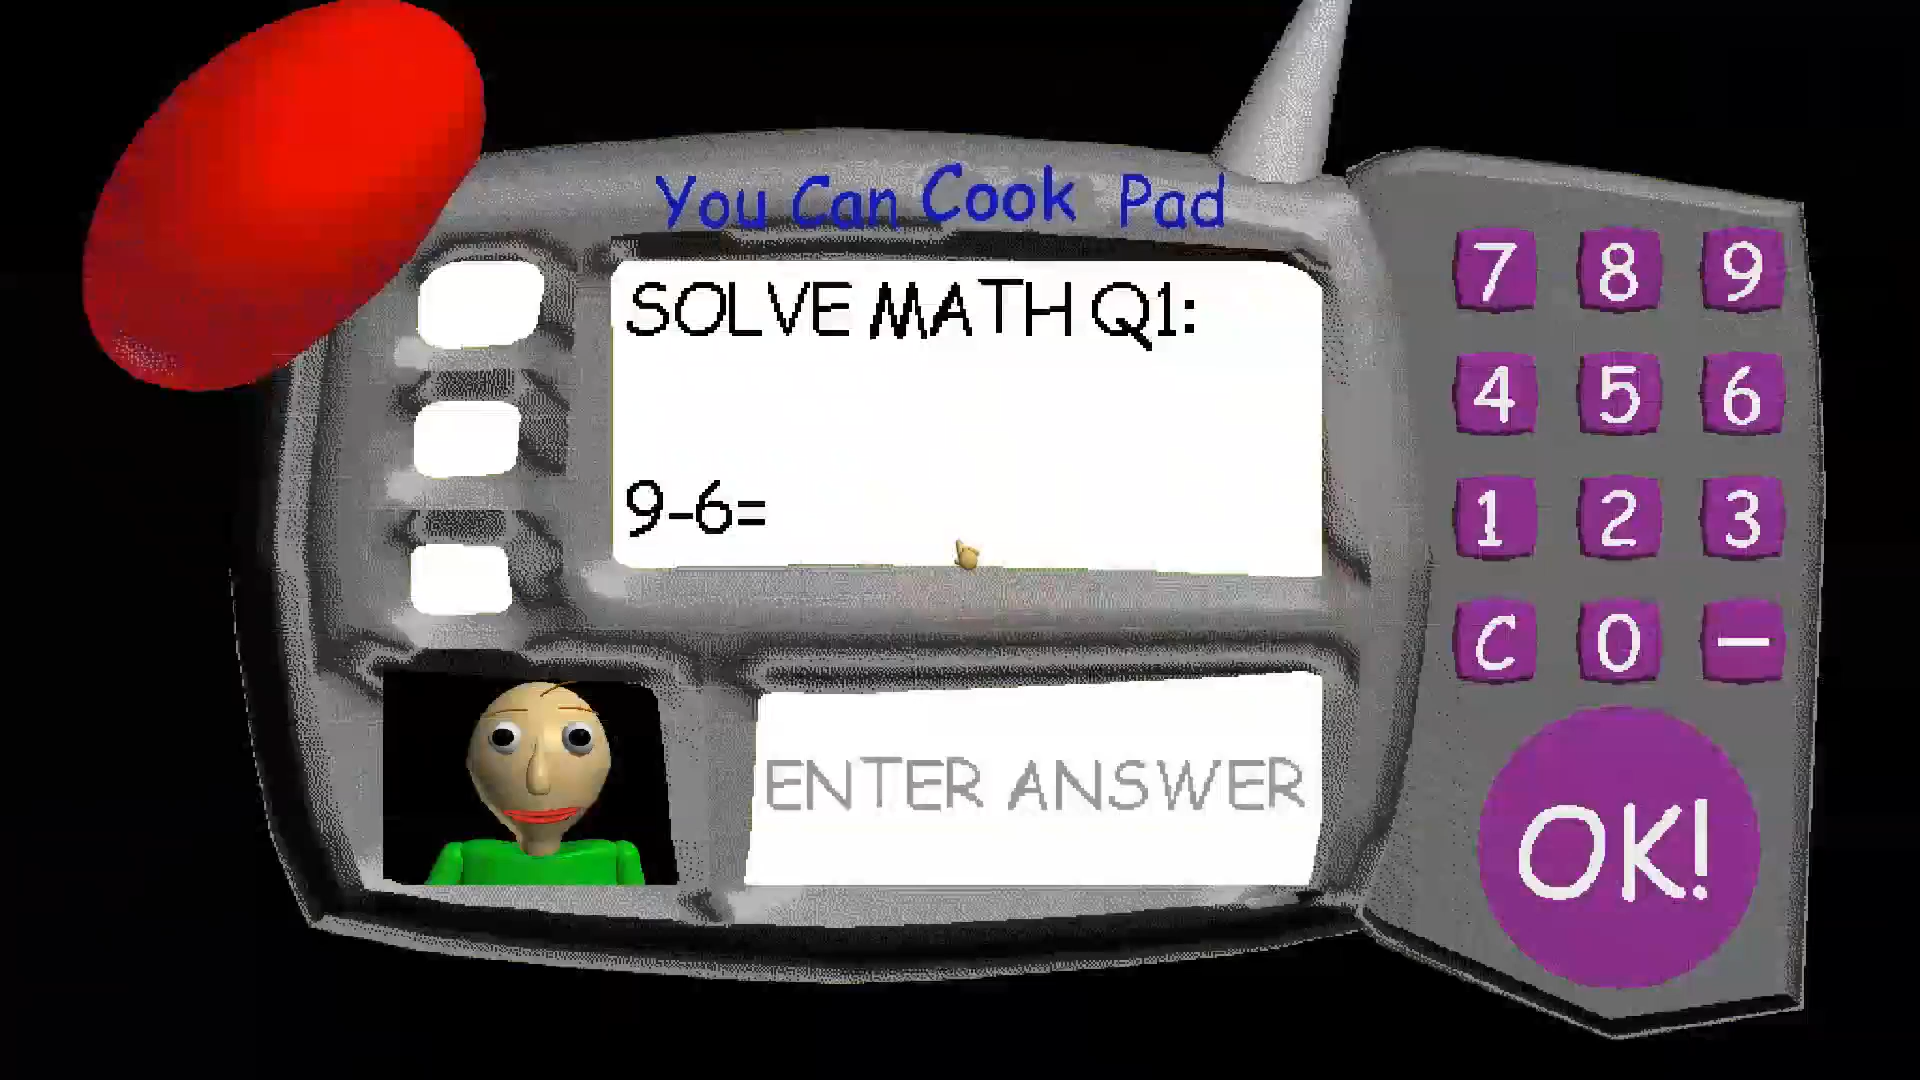 You Can Cook Pad
SOLVE MATH Q1:
9-6=
ENTER ANSWER
7 8 9
4 5 6
1 2 3
C 0 −
OK!